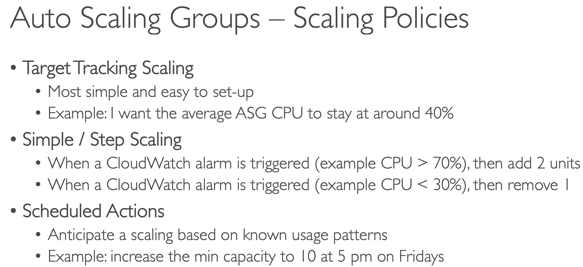 Auto Scaling Groups – Scaling Policies
• Target Tracking Scaling
• Most simple and easy to set-up
• Example: I want the average ASG CPU to stay at around 40%
• Simple / Step Scaling
• When a CloudWatch alarm is triggered (example CPU > 70%), then add 2 units
• When a CloudWatch alarm is triggered (example CPU < 30%), then remove 1
• Scheduled Actions
• Anticipate a scaling based on known usage patterns
• Example: increase the min capacity to 10 at 5 pm on Fridays